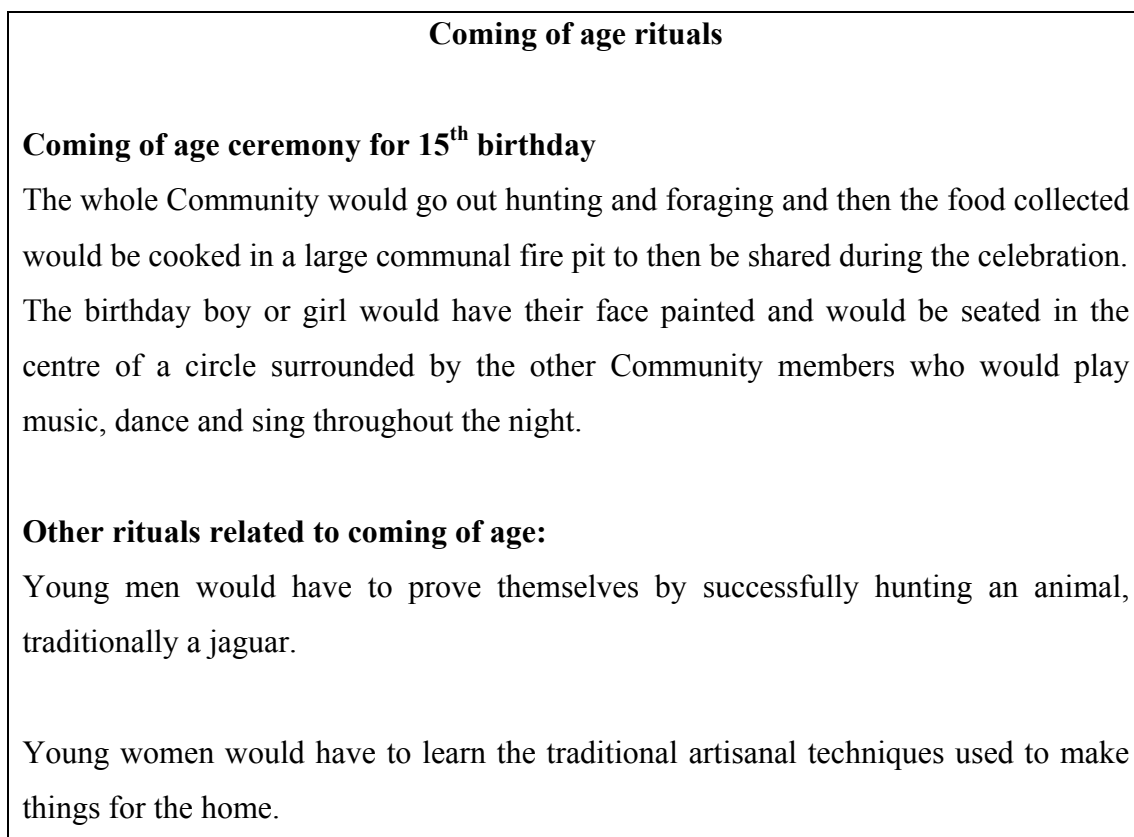 Coming of age rituals
Coming of age ceremony for 15th birthday
The whole Community would go out hunting and foraging and then the food collected
would be cooked in a large communal fire pit to then be shared during the celebration.
The birthday boy or girl would have their face painted and would be seated in the
centre of a circle surrounded by the other Community members who would play
music, dance and sing throughout the night.
Other rituals related to coming of age:
Young men would have to prove themselves by successfully hunting an animal,
traditionally a jaguar.
Young women would have to learn the traditional artisanal techniques used to make
things for the home.